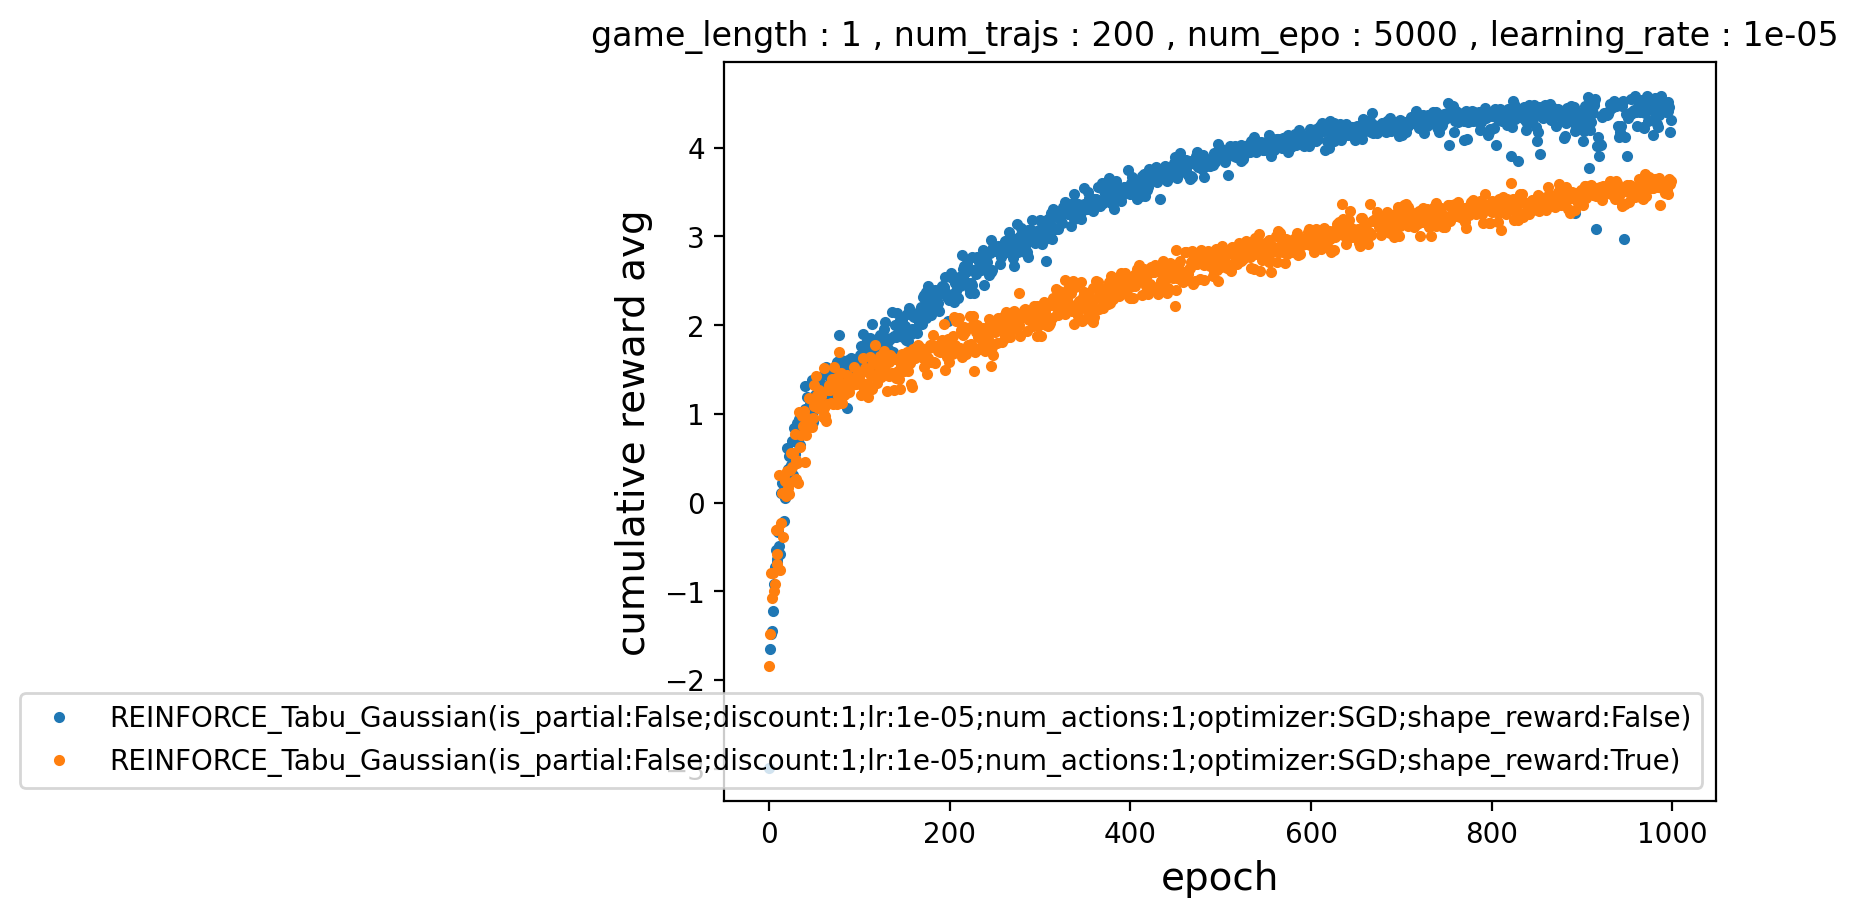 game_length : 1 , num_trajs : 200 , num_epo : 5000 , learning_rate : 1e-05
cumulative reward avg
4
3
2
1
0
−1
−2
−3
REINFORCE_Tabu_Gaussian(is_partial:False;discount:1;lr:1e-05;num_actions:1;optimizer:SGD;shape_reward:False)
REINFORCE_Tabu_Gaussian(is_partial:False;discount:1;lr:1e-05;num_actions:1;optimizer:SGD;shape_reward:True)
0 200 400 600 800 1000
epoch